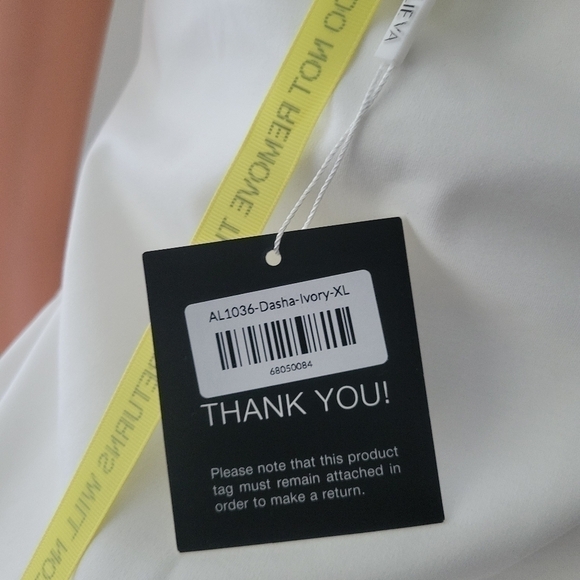 DO NOT REMOVE
RETURNS WILL NOT
AL1036-Dasha-Ivory-XL
68050084
THANK YOU!
Please note that this product
tag must remain attached in
order to make a return.